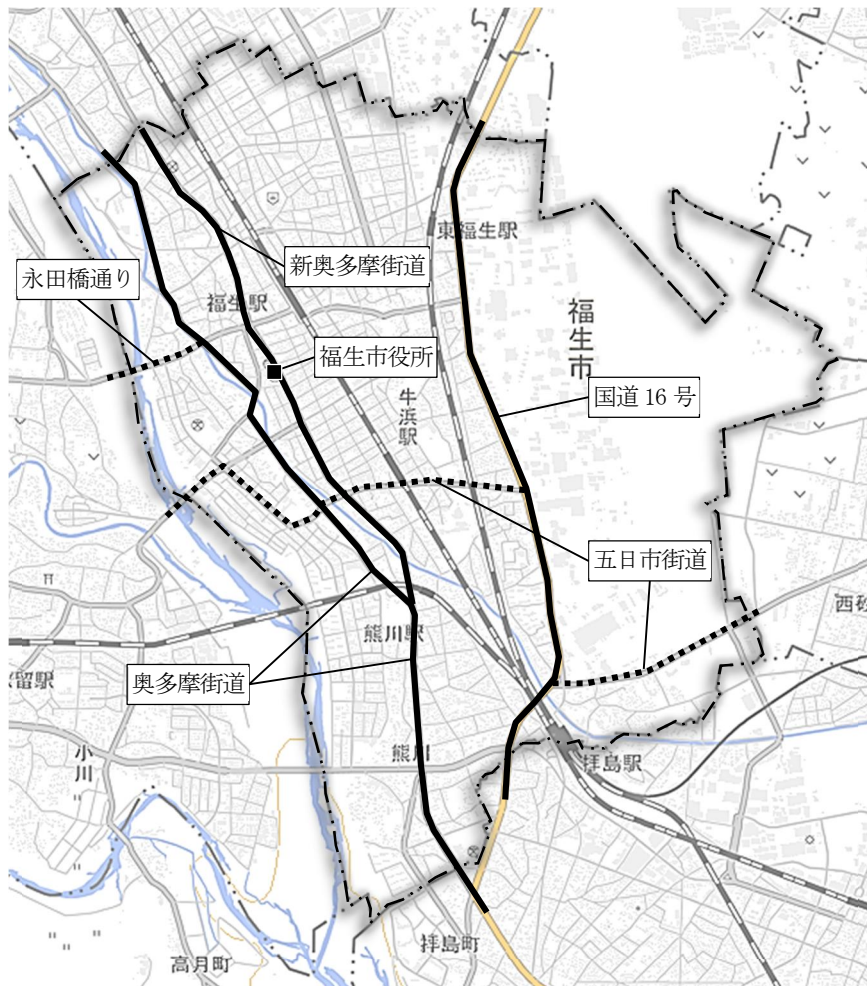 東福生駅
新奥多摩街道
永田橋通り
福生駅
福生市
福生市役所
国道 16 号
牛浜駅
五日市街道
西砂
熊川駅
奥多摩街道
留駅
小川
熊川
拝島駅
拝島町
高月町